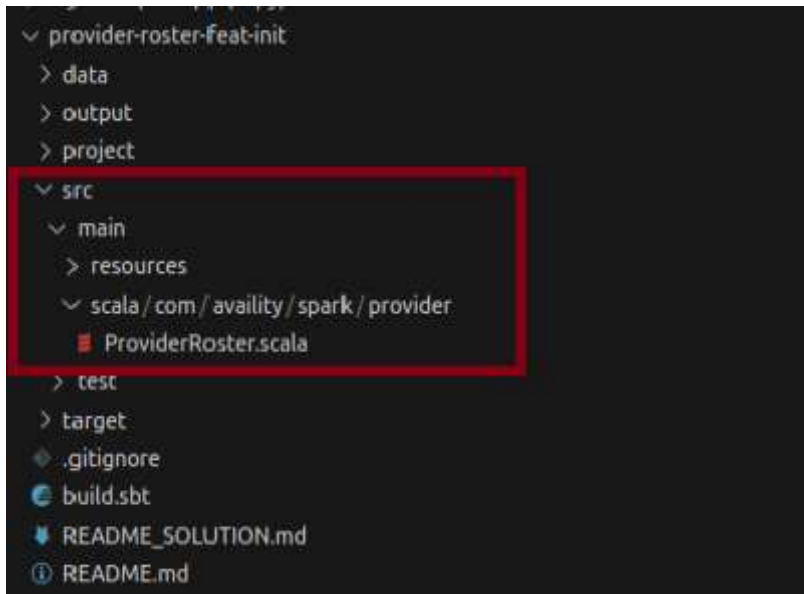 provider-roster-feat-init
data
output
project
src
main
resources
scala/com/availity/spark/provider
ProviderRoster.scala
test
target
.gitignore
build.sbt
README_SOLUTION.md
README.md